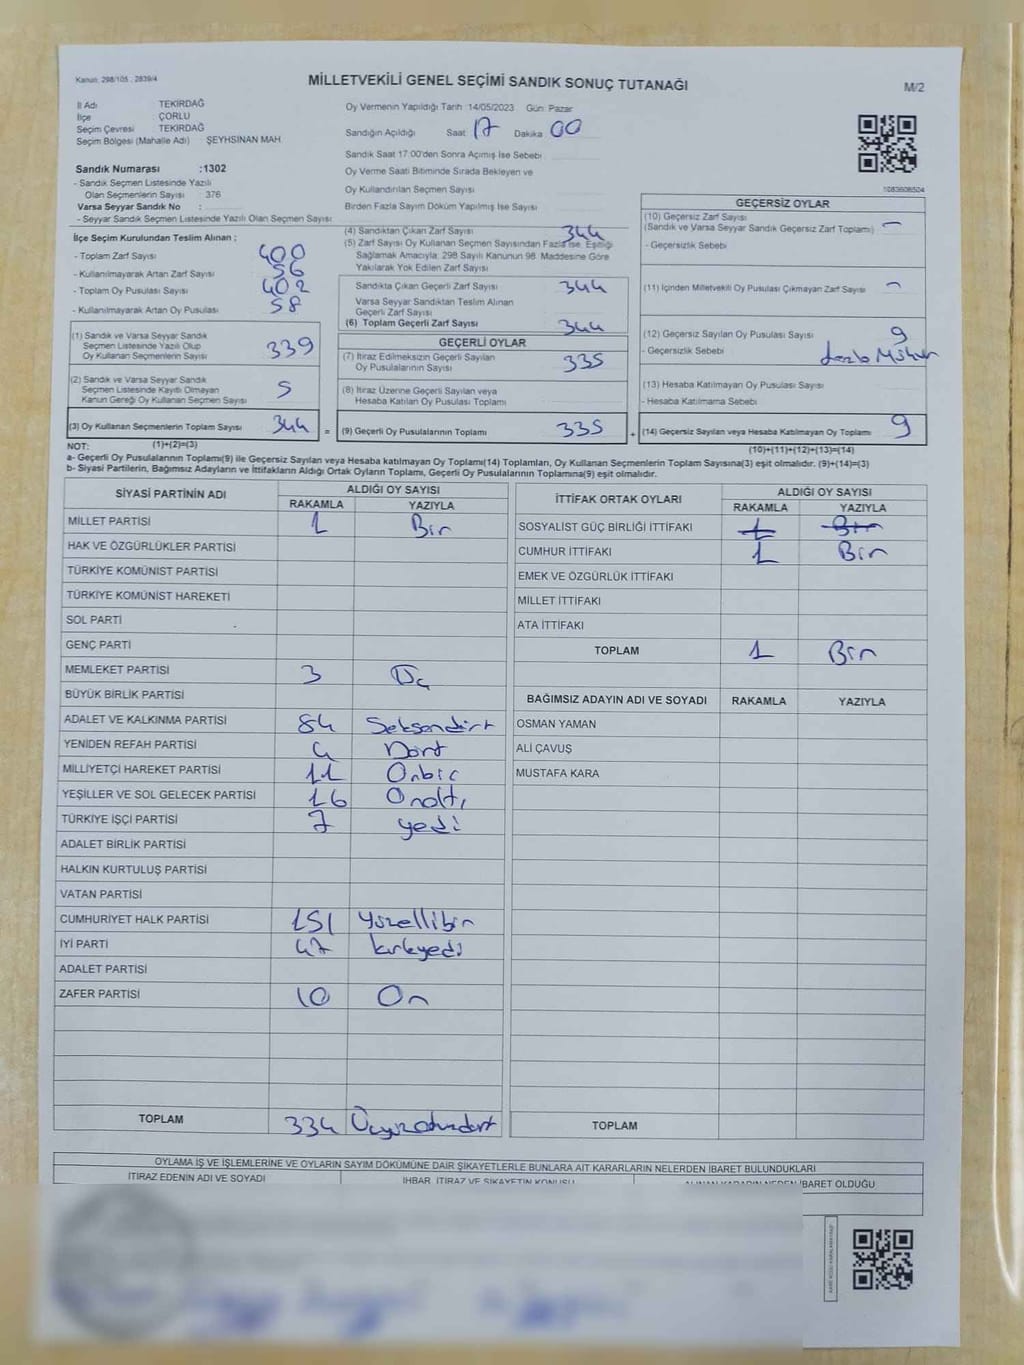 Kanun: 298/105 , 2839/4
MİLLETVEKİLİ GENEL SEÇİMİ SANDIK SONUÇ TUTANAĞI
M/2
İl Adı TEKİRDAĞ
İlçe ÇORLU
Seçim Çevresi TEKİRDAĞ
Seçim Bölgesi (Mahalle Adı) : ŞEYHSİNAN MAH
Sandık Numarası :1302
- Sandık Seçmen Listesinde Yazılı
Olan Seçmenlerin Sayısı : 376
Varsa Seyyar Sandık No :
- Seyyar Sandık Seçmen Listesinde Yazılı Olan Seçmen Sayısı :
Oy Vermenin Yapıldığı Tarih :14/05/2023 Gün: Pazar
Sandığın Açıldığı Saat 17 Dakika 00
Sandık Saat 17:00'den Sonra Açımış İse Sebebi
Oy Verme Saati Bitiminde Sırada Bekleyen ve
Oy Kullandırılan Seçmen Sayısı
Birden Fazla Sayım Döküm Yapılmış İse Sayısı
1083608504
İlçe Seçim Kurulundan Teslim Alınan ;
- Toplam Zarf Sayısı 400
- Kullanılmayarak Artan Zarf Sayısı 56
- Toplam Oy Pusulası Sayısı 402
- Kullanılmayarak Artan Oy Pusulası 58
(1) Sandık ve Varsa Seyyar Sandık
Seçmen Listesinde Yazılı Olup
Oy Kullanan Seçmenlerin Sayısı 339
(2) Sandık ve Varsa Seyyar Sandık
Seçmen Listesinde Kayıtlı Olmayan
Kanun Gereği Oy Kullanan Seçmen Sayısı 5
(3) Oy Kullanan Seçmenlerin Toplam Sayısı 344 =
(4) Sandıktan Çıkan Zarf Sayısı 344
(5) Zarf Sayısı Oy Kullanan Seçmen Sayısından Fazla ise, Eşitliği
Sağlamak Amacıyla; 298 Sayılı Kanunun 98. Maddesine Göre
Yakılarak Yok Edilen Zarf Sayısı
Sandıkta Çıkan Geçerli Zarf Sayısı 344
Varsa Seyyar Sandıktan Teslim Alınan
Geçerli Zarf Sayısı
(6) Toplam Geçerli Zarf Sayısı 344
GEÇERLİ OYLAR
(7) İtiraz Edilmeksizin Geçerli Sayılan
Oy Pusulalarının Sayısı 335
(8) İtiraz Üzerine Geçerli Sayılan veya
Hesaba Katılan Oy Pusulası Toplamı
(9) Geçerli Oy Pusulalarının Toplamı 335 +
GEÇERSİZ OYLAR
(10) Geçersiz Zarf Sayısı
(Sandık ve Varsa Seyyar Sandık Geçersiz Zarf Toplamı) -
- Geçersizlik Sebebi
(11) İçinden Milletvekili Oy Pusulası Çıkmayan Zarf Sayısı -
(12) Geçersiz Sayılan Oy Pusulası Sayısı 9
- Geçersizlik Sebebi fazla Mühür
(13) Hesaba Katılmayan Oy Pusulası Sayısı
- Hesaba Katılmama Sebebi
(14) Geçersiz Sayılan veya Hesaba Katılmayan Oy Toplamı 9
NOT: (1)+(2)=(3)
(10)+(11)+(12)+(13)=(14)
a- Geçerli Oy Pusulalarının Toplamı(9) ile Geçersiz Sayılan veya Hesaba katılmayan Oy Toplamı(14) Toplamları, Oy Kullanan Seçmenlerin Toplam Sayısına(3) eşit olmalıdır. (9)+(14)=(3)
b- Siyasi Partilerin, Bağımsız Adayların ve İttifakların Aldığı Ortak Oyların Toplamı, Geçerli Oy Pusulalarının Toplamına(9) eşit olmalıdır.
SİYASİ PARTİNİN ADI ALDIĞI OY SAYISI
RAKAMLA YAZIYLA
MİLLET PARTİSİ 1 Bir
HAK VE ÖZGÜRLÜKLER PARTİSİ
TÜRKİYE KOMÜNİST PARTİSİ
TÜRKİYE KOMÜNİST HAREKETİ
SOL PARTİ
GENÇ PARTİ
MEMLEKET PARTİSİ 3 Üç
BÜYÜK BİRLİK PARTİSİ
ADALET VE KALKINMA PARTİSİ 84 Seksendört
YENİDEN REFAH PARTİSİ 4 Dört
MİLLİYETÇİ HAREKET PARTİSİ 11 Onbir
YEŞİLLER VE SOL GELECEK PARTİSİ 16 Onaltı
TÜRKİYE İŞÇİ PARTİSİ 7 yedi
ADALET BİRLİK PARTİSİ
HALKIN KURTULUŞ PARTİSİ
VATAN PARTİSİ
CUMHURİYET HALK PARTİSİ 151 Yüzellibir
İYİ PARTİ 47 kırkyedi
ADALET PARTİSİ
ZAFER PARTİSİ 10 On
TOPLAM 334 Üçyüzotuzdört
İTTİFAK ORTAK OYLARI ALDIĞI OY SAYISI
RAKAMLA YAZIYLA
SOSYALİST GÜÇ BİRLİĞİ İTTİFAKI 1 Bir
CUMHUR İTTİFAKI 1 Bir
EMEK VE ÖZGÜRLÜK İTTİFAKI
MİLLET İTTİFAKI
ATA İTTİFAKI
TOPLAM 1 Bir
BAĞIMSIZ ADAYIN ADI VE SOYADI RAKAMLA YAZIYLA
OSMAN YAMAN
ALİ ÇAVUŞ
MUSTAFA KARA
TOPLAM
OYLAMA İŞ VE İŞLEMLERİNE VE OYLARIN SAYIM DÖKÜMÜNE DAİR ŞİKAYETLERLE BUNLARA AİT KARARLARIN NELERDEN İBARET BULUNDUKLARI
İTİRAZ EDENİN ADI VE SOYADI İHBAR, İTİRAZ VE ŞİKAYETİN KONUSU ALINAN KARARIN NEDEN İBARET OLDUĞU